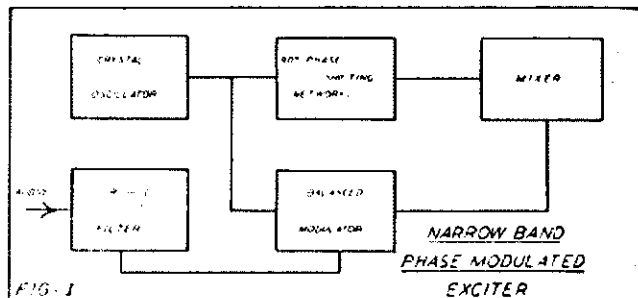 CRYSTAL
OSCILLATOR
90° PHASE
SHIFTING
NETWORK.
MIXER
AUDIO
R - C
FILTER
BALANCED
MODULATOR
NARROW BAND
PHASE MODULATED
EXCITER
FIG-1